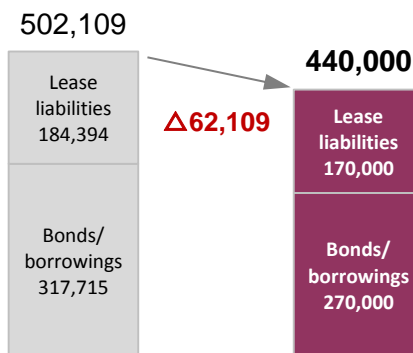 502,109
Lease
liabilities
184,394
Bonds/
borrowings
317,715
△62,109
440,000
Lease
liabilities
170,000
Bonds/
borrowings
270,000